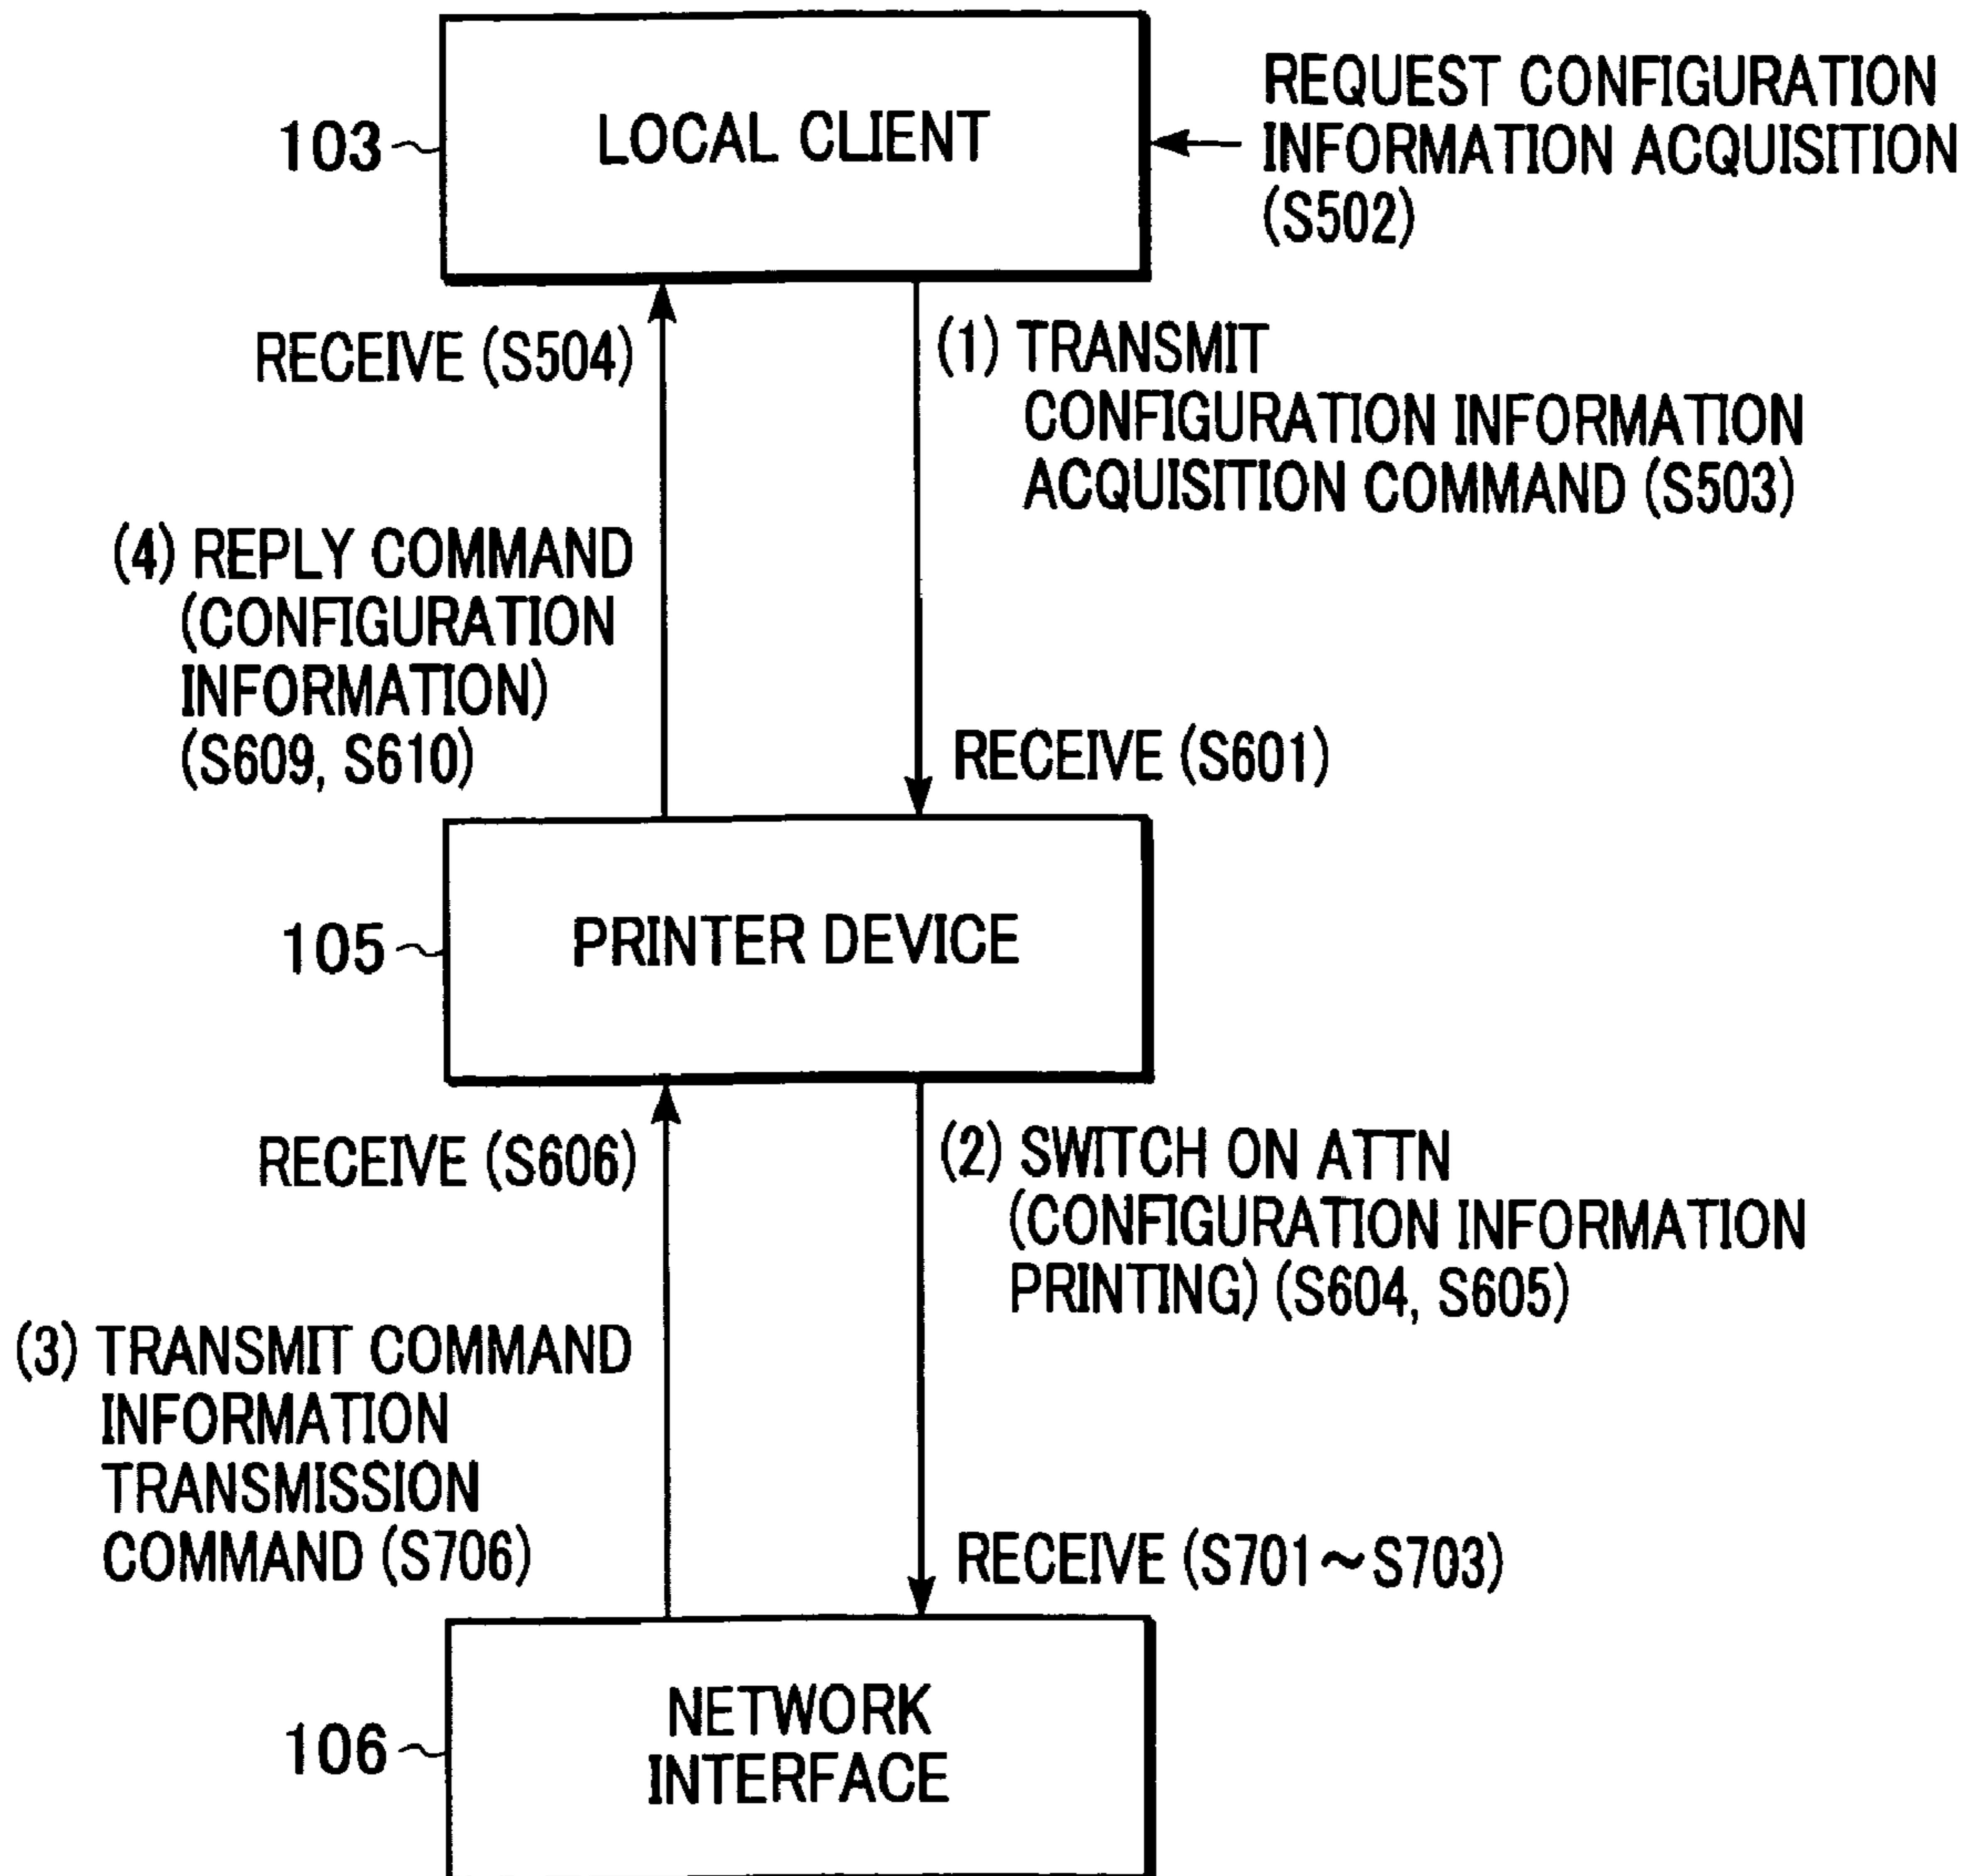 LOCAL CLIENT
103
REQUEST CONFIGURATION
INFORMATION ACQUISITION
(S502)
RECEIVE (S504)
(1) TRANSMIT
CONFIGURATION INFORMATION
ACQUISITION COMMAND (S503)
(4) REPLY COMMAND
(CONFIGURATION
INFORMATION)
(S609, S610)
RECEIVE (S601)
PRINTER DEVICE
105
RECEIVE (S606)
(2) SWITCH ON ATTN
(CONFIGURATION INFORMATION
PRINTING) (S604, S605)
(3) TRANSMIT COMMAND
INFORMATION
TRANSMISSION
COMMAND (S706)
RECEIVE (S701~S703)
NETWORK
INTERFACE
106